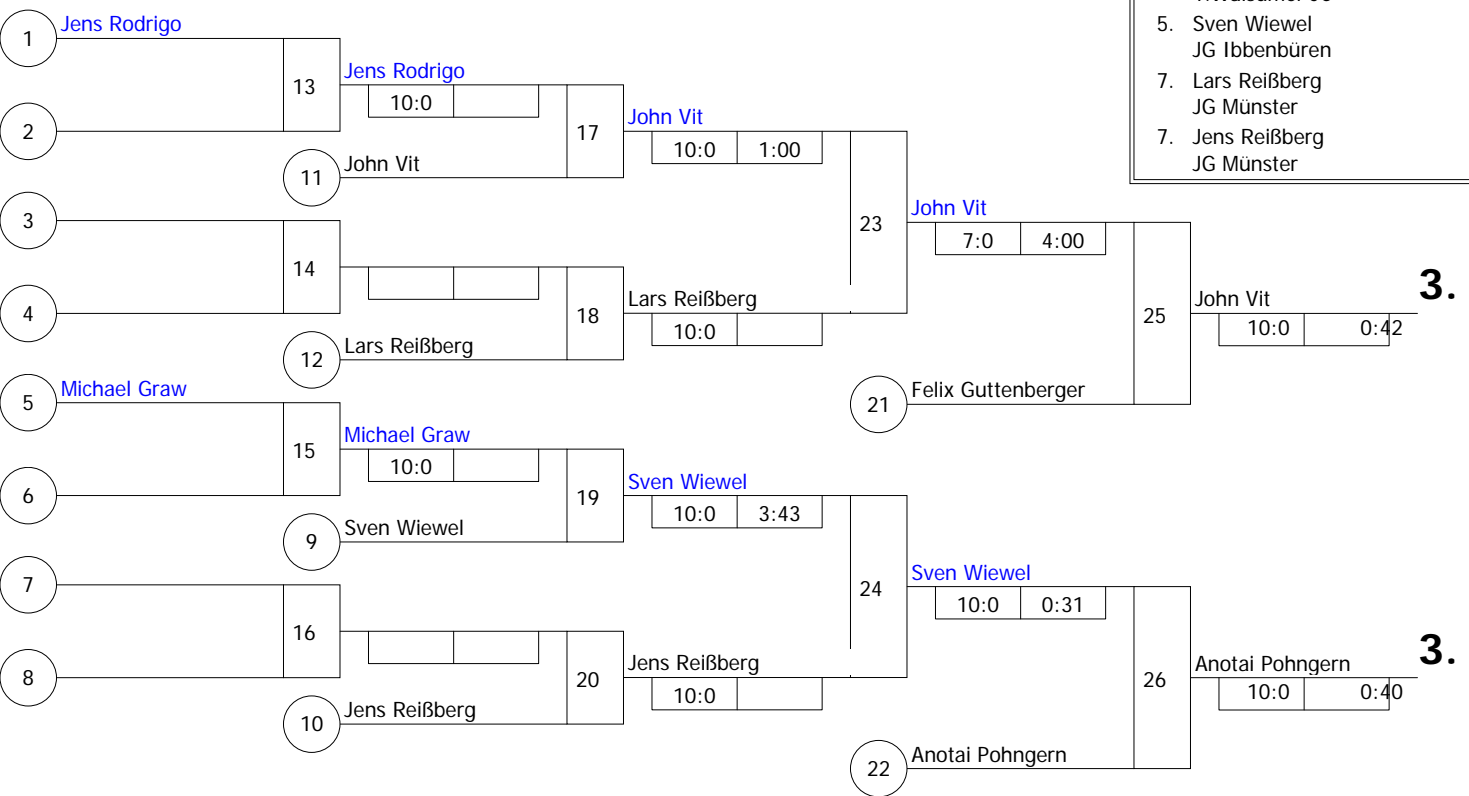 5. Sven Wiewel
JG Ibbenbüren
7. Lars Reißberg
JG Münster
7. Jens Reißberg
JG Münster
1 Jens Rodrigo
13
Jens Rodrigo
10:0
2
17
John Vit
10:0 1:00
11 John Vit
3
23
John Vit
7:0 4:00
14
3.
4
18
Lars Reißberg
10:0
25
John Vit
10:0 0:42
12 Lars Reißberg
5 Michael Graw
21 Felix Guttenberger
15
Michael Graw
10:0
6
19
Sven Wiewel
10:0 3:43
9 Sven Wiewel
7
24
Sven Wiewel
10:0 0:31
16
3.
8
20
Jens Reißberg
10:0
26
Anotai Pohngern
10:0 0:40
10 Jens Reißberg
22 Anotai Pohngern